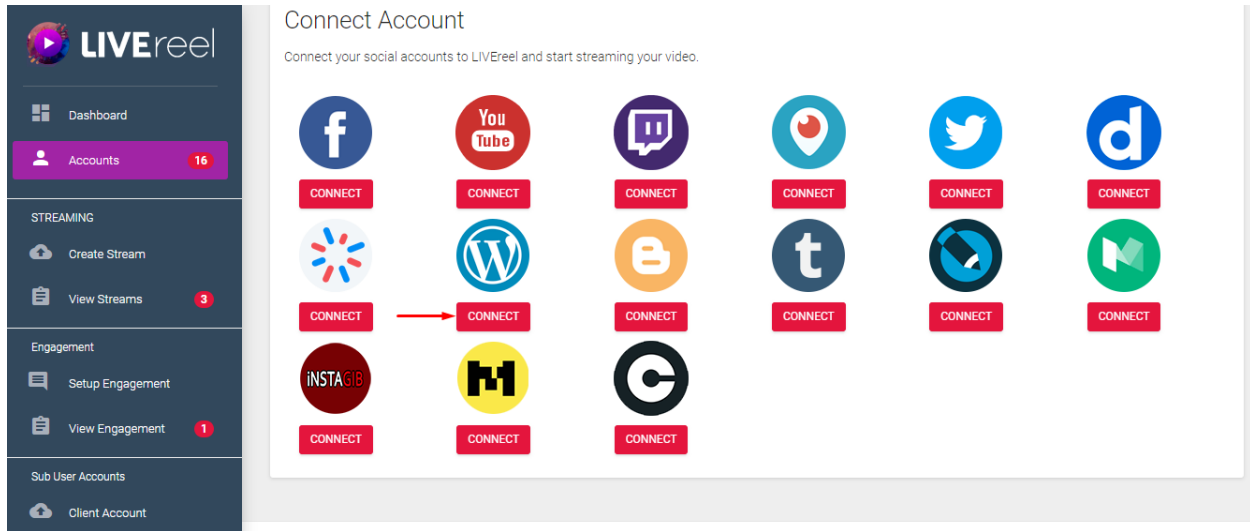 LIVEreel
Dashboard
Accounts 16
STREAMING
Create Stream
View Streams 3
Engagement
Setup Engagement
View Engagement 1
Sub User Accounts
Client Account
Connect Account
Connect your social accounts to LIVEreel and start streaming your video.
f You Tube d
CONNECT CONNECT CONNECT CONNECT CONNECT CONNECT
W B t M
CONNECT CONNECT CONNECT CONNECT CONNECT CONNECT
iNSTAGIB M C
CONNECT CONNECT CONNECT